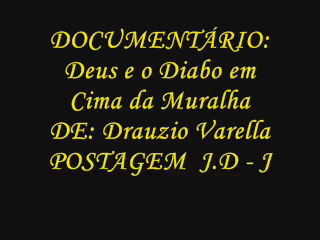 DOCUMENTÁRIO:
Deus e o Diabo em
Cima da Muralha
DE: Drauzio Varella
POSTAGEM J.D - J